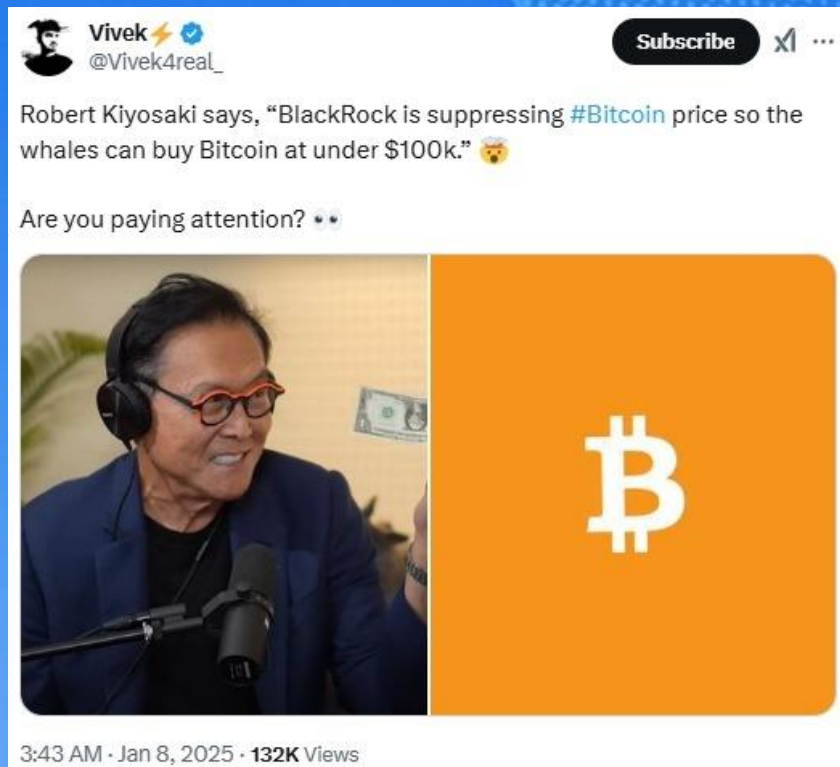 Vivek⚡
@Vivek4real_
Subscribe
Robert Kiyosaki says, “BlackRock is suppressing #Bitcoin price so the
whales can buy Bitcoin at under $100k.” 🤯
Are you paying attention? 👀
3:43 AM · Jan 8, 2025 · 132K Views